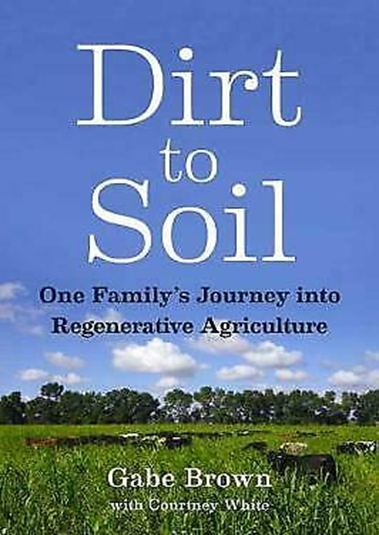 Dirt
to
Soil
One Family's Journey into
Regenerative Agriculture
Gabe Brown
with Courtney White